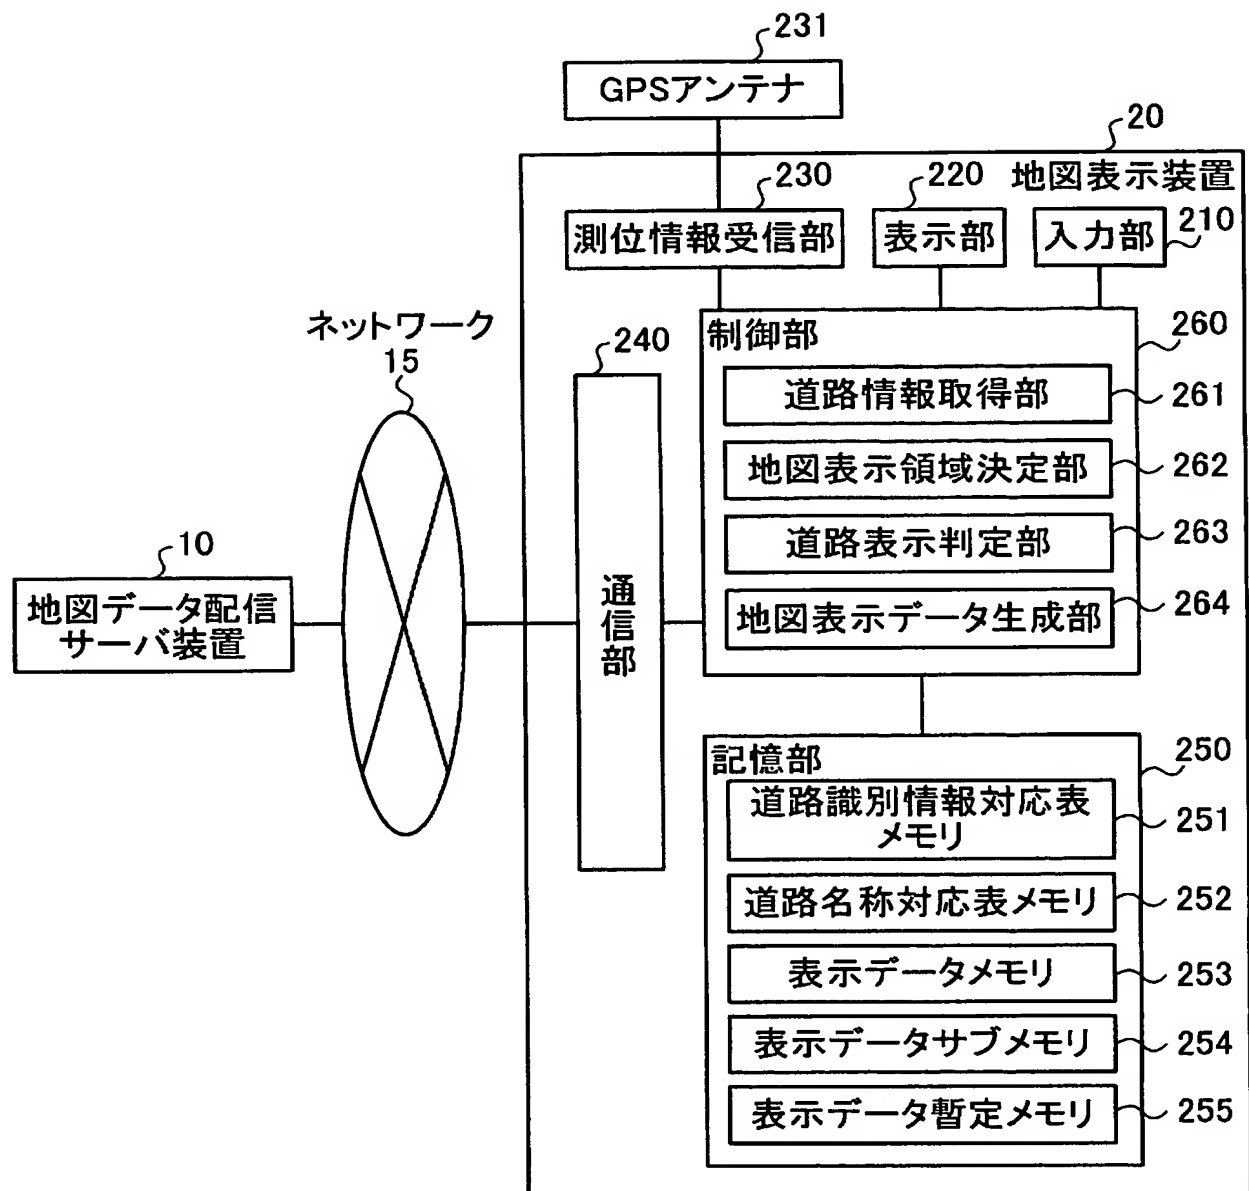 231
GPSアンテナ
20
地図表示装置
230
測位情報受信部
220
表示部
入力部
210
ネットワーク
15
240
通信部
制御部
260
道路情報取得部
261
地図表示領域決定部
262
道路表示判定部
263
地図表示データ生成部
264
10
地図データ配信
サーバ装置
記憶部
250
道路識別情報対応表
メモリ
251
道路名称対応表メモリ
252
表示データメモリ
253
表示データサブメモリ
254
表示データ暫定メモリ
255